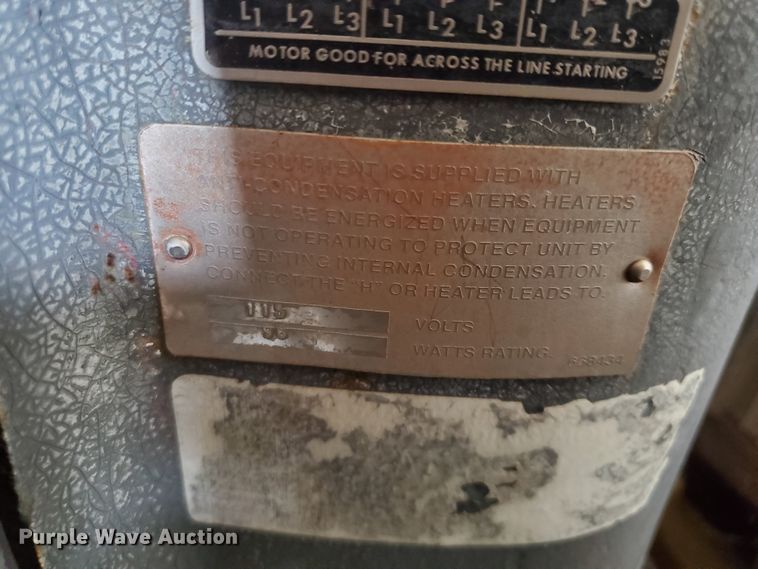 L1 L2 L3 L1 L2 L3 L1 L2 L3
MOTOR GOOD FOR ACROSS THE LINE STARTING
15983
THIS EQUIPMENT IS SUPPLIED WITH
ANTI-CONDENSATION HEATERS. HEATERS
SHOULD BE ENERGIZED WHEN EQUIPMENT
IS NOT OPERATING TO PROTECT UNIT BY
PREVENTING INTERNAL CONDENSATION.
CONNECT THE "H" OR HEATER LEADS TO.
115 VOLTS
WATTS RATING. 668434
Purple Wave Auction